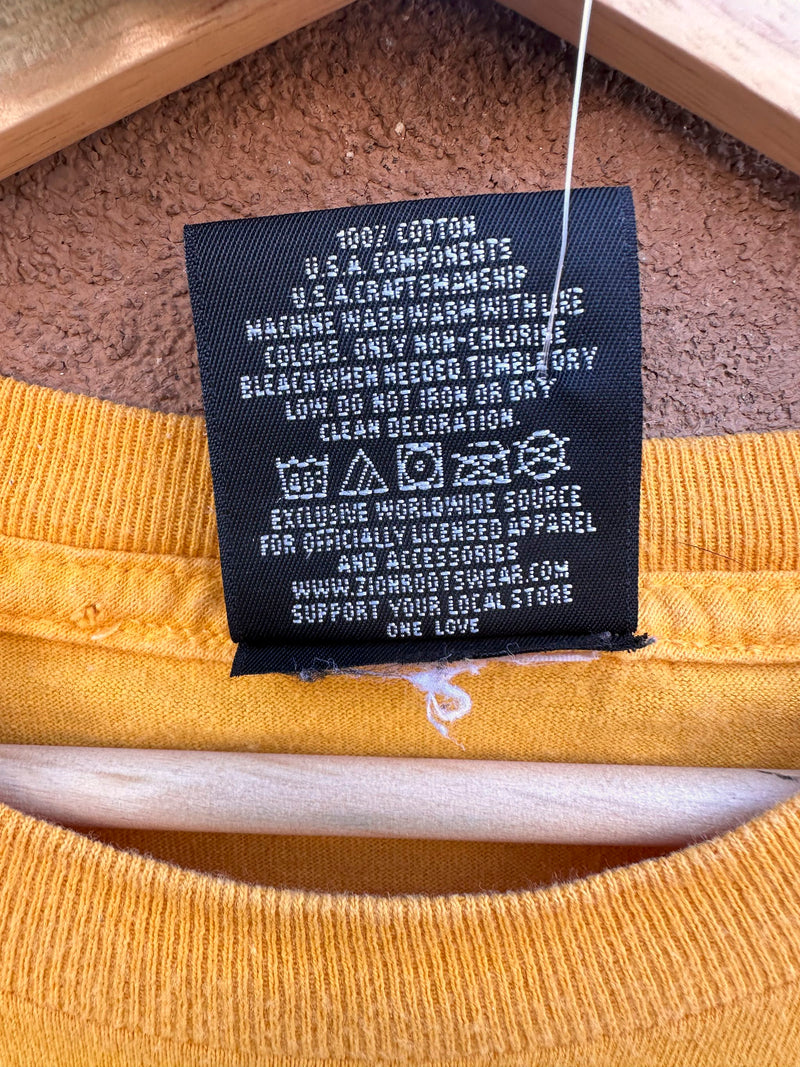 100% COTTON
U.S.A. COMPONENTS
U.S.A CRAFTSMANSHIP
MACHINE WASH WARM WITH LIKE
COLORS. ONLY NON-CHLORINE
BLEACH WHEN NEEDED. TUMBLE DRY
LOW. DO NOT IRON OR DRY
CLEAN DECORATION
40°
EXCLUSIVE WORLDWIDE SOURCE
FOR OFFICIALLY LICENSED APPAREL
AND ACCESSORIES
WWW.ZIONROOTSWEAR.COM
SUPPORT YOUR LOCAL STORE
ONE LOVE